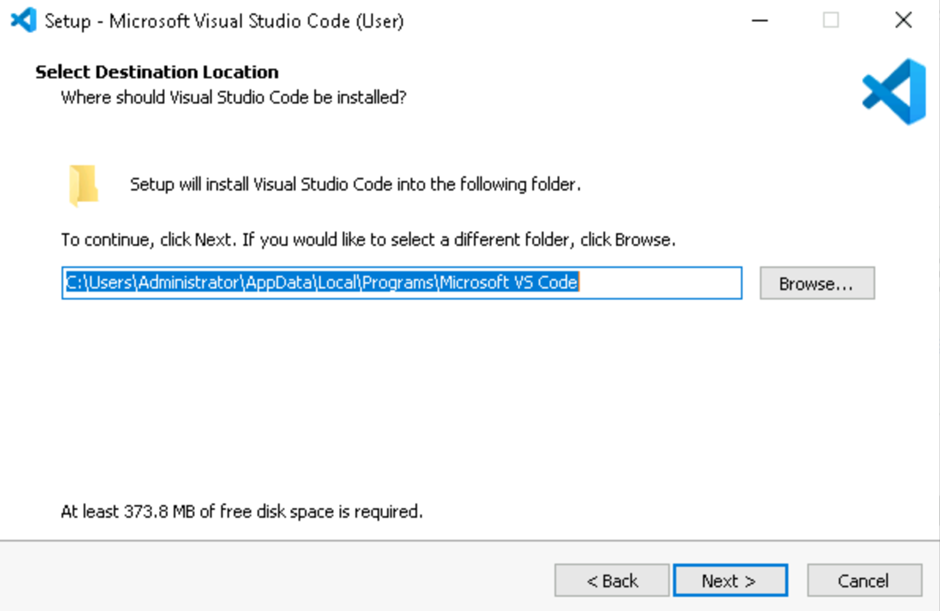 Setup - Microsoft Visual Studio Code (User)
Select Destination Location
Where should Visual Studio Code be installed?
Setup will install Visual Studio Code into the following folder.
To continue, click Next. If you would like to select a different folder, click Browse.
C:\Users\Administrator\AppData\Local\Programs\Microsoft VS Code
Browse...
At least 373.8 MB of free disk space is required.
< Back
Next >
Cancel